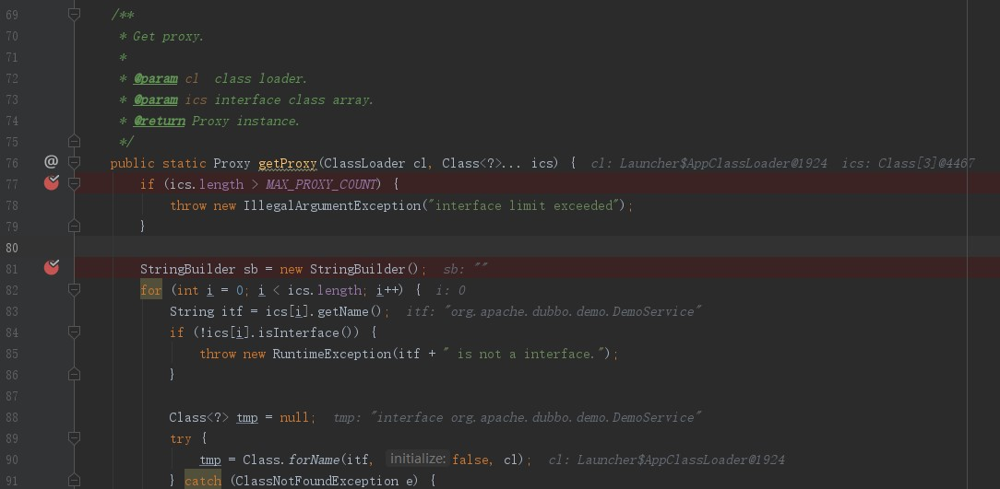 69 /**
70 * Get proxy.
71 *
72 * @param cl  class loader.
73 * @param ics interface class array.
74 * @return Proxy instance.
75 */
76 @ public static Proxy getProxy(ClassLoader cl, Class<?>... ics) {  cl: Launcher$AppClassLoader@1924  ics: Class[3]@4467
77 if (ics.length > MAX_PROXY_COUNT) {
78 throw new IllegalArgumentException("interface limit exceeded");
79 }
80
81 StringBuilder sb = new StringBuilder();  sb: ""
82 for (int i = 0; i < ics.length; i++) {  i: 0
83 String itf = ics[i].getName();  itf: "org.apache.dubbo.demo.DemoService"
84 if (!ics[i].isInterface()) {
85 throw new RuntimeException(itf + " is not a interface.");
86 }
87
88 Class<?> tmp = null;  tmp: "interface org.apache.dubbo.demo.DemoService"
89 try {
90 tmp = Class.forName(itf,  initialize: false, cl);  cl: Launcher$AppClassLoader@1924
91 } catch (ClassNotFoundException e) {